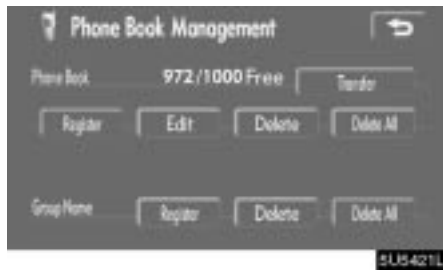 Phone Book Management
Phone Book 972/1000 Free Transfer
Register Edit Delete Delete All
Group Name Register Delete Delete All
5U5421L